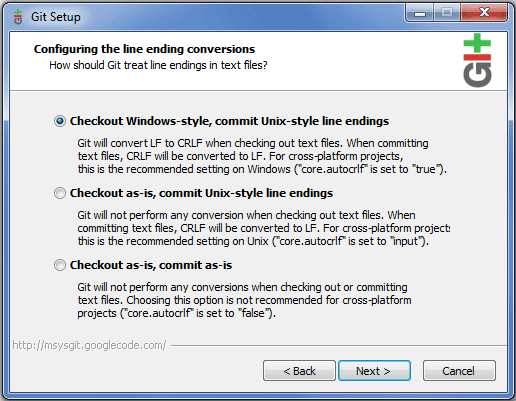 Git Setup
Configuring the line ending conversions
How should Git treat line endings in text files?
Git
Checkout Windows-style, commit Unix-style line endings
Git will convert LF to CRLF when checking out text files. When committing
text files, CRLF will be converted to LF. For cross-platform projects,
this is the recommended setting on Windows ("core.autocrlf" is set to "true").
Checkout as-is, commit Unix-style line endings
Git will not perform any conversion when checking out text files. When
committing text files, CRLF will be converted to LF. For cross-platform projects
this is the recommended setting on Unix ("core.autocrlf" is set to "input").
Checkout as-is, commit as-is
Git will not perform any conversions when checking out or committing
text files. Choosing this option is not recommended for cross-platform
projects ("core.autocrlf" is set to "false").
http://msysgit.googlecode.com/
< Back
Next >
Cancel